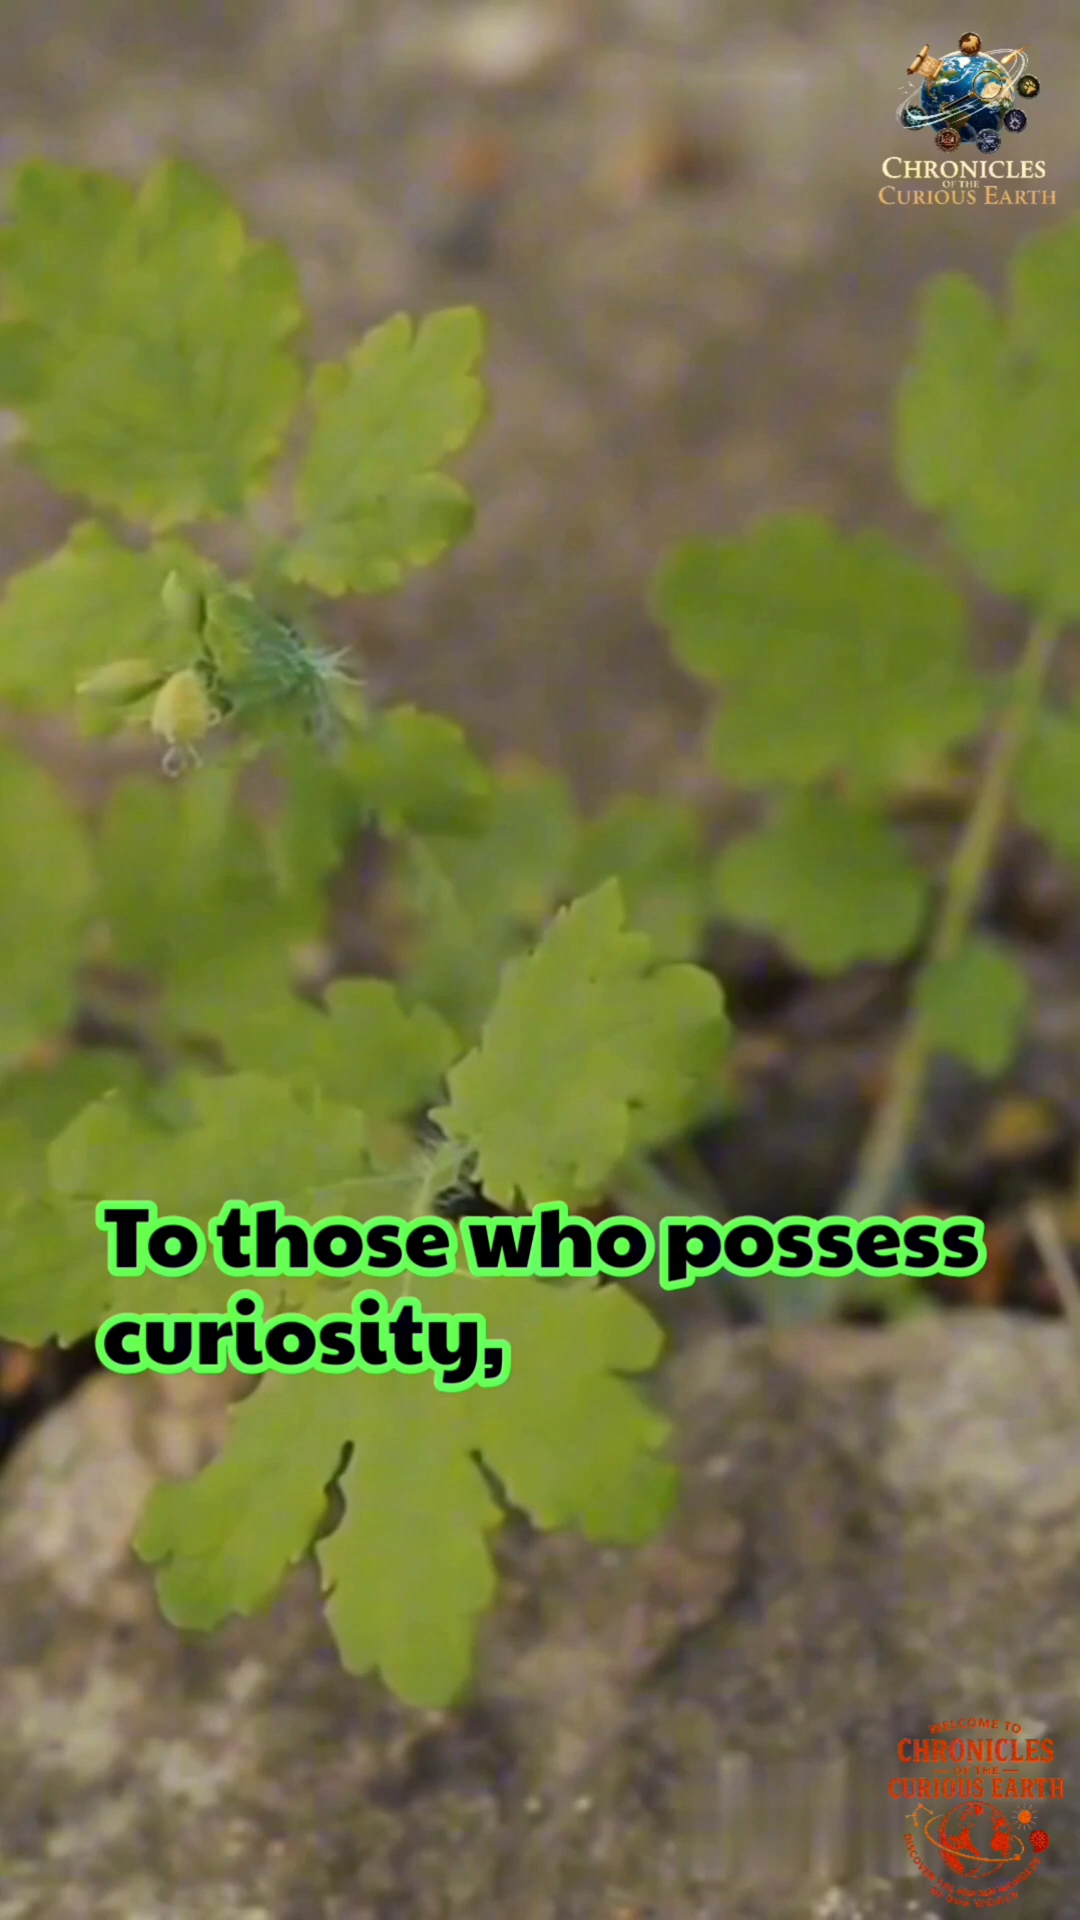 CHRONICLES
OF THE
CURIOUS EARTH
To those who possess
curiosity,
WELCOME TO
CHRONICLES
OF THE
CURIOUS EARTH